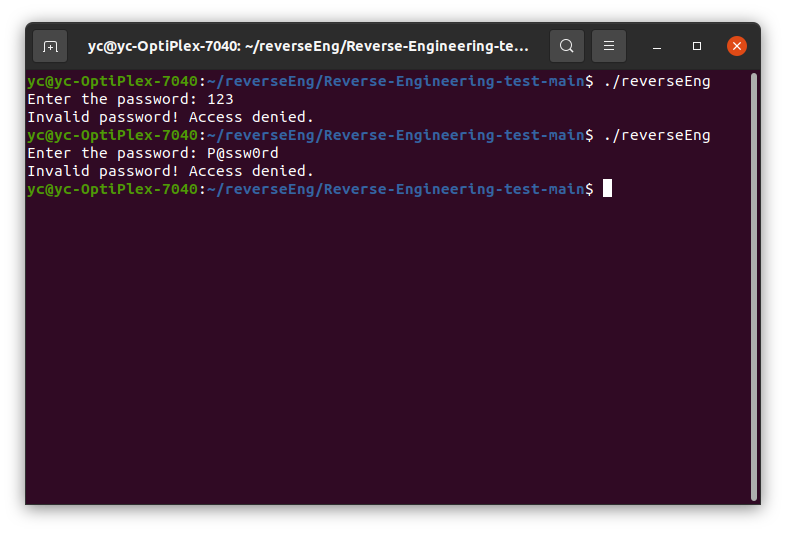 yc@yc-OptiPlex-7040: ~/reverseEng/Reverse-Engineering-te...
yc@yc-OptiPlex-7040:~/reverseEng/Reverse-Engineering-test-main$ ./reverseEng
Enter the password: 123
Invalid password! Access denied.
yc@yc-OptiPlex-7040:~/reverseEng/Reverse-Engineering-test-main$ ./reverseEng
Enter the password: P@ssw0rd
Invalid password! Access denied.
yc@yc-OptiPlex-7040:~/reverseEng/Reverse-Engineering-test-main$